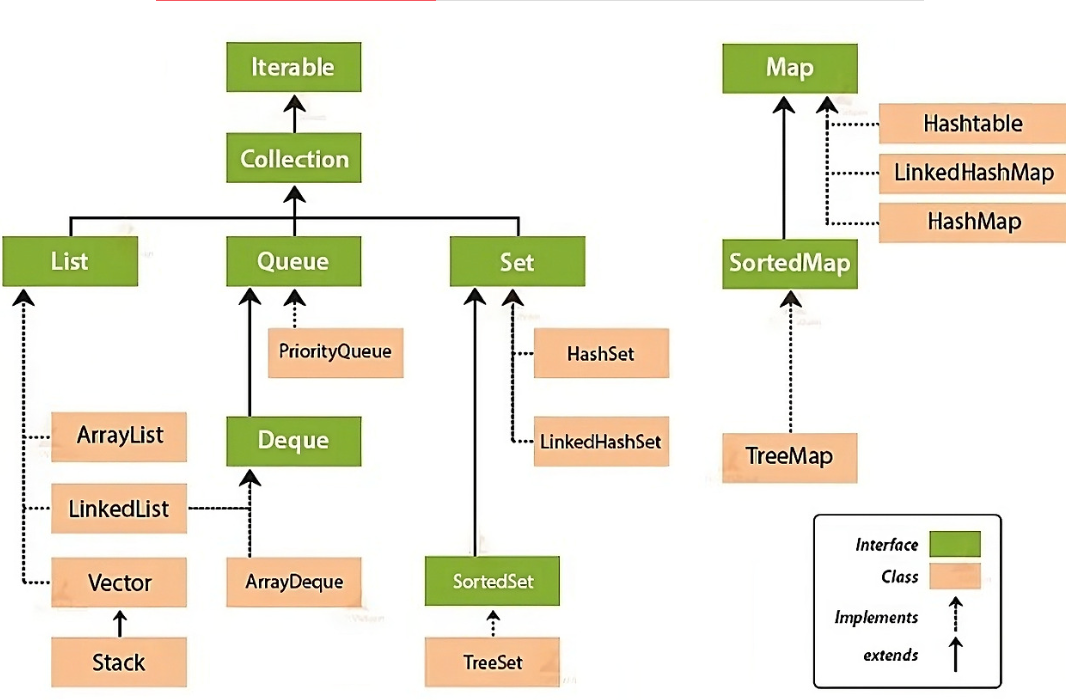 Iterable
Map
Collection
Hashtable
LinkedHashMap
HashMap
List
Queue
Set
SortedMap
PriorityQueue
HashSet
ArrayList
Deque
LinkedHashSet
TreeMap
LinkedList
Vector
ArrayDeque
SortedSet
Stack
TreeSet
Interface
Class
Implements
extends